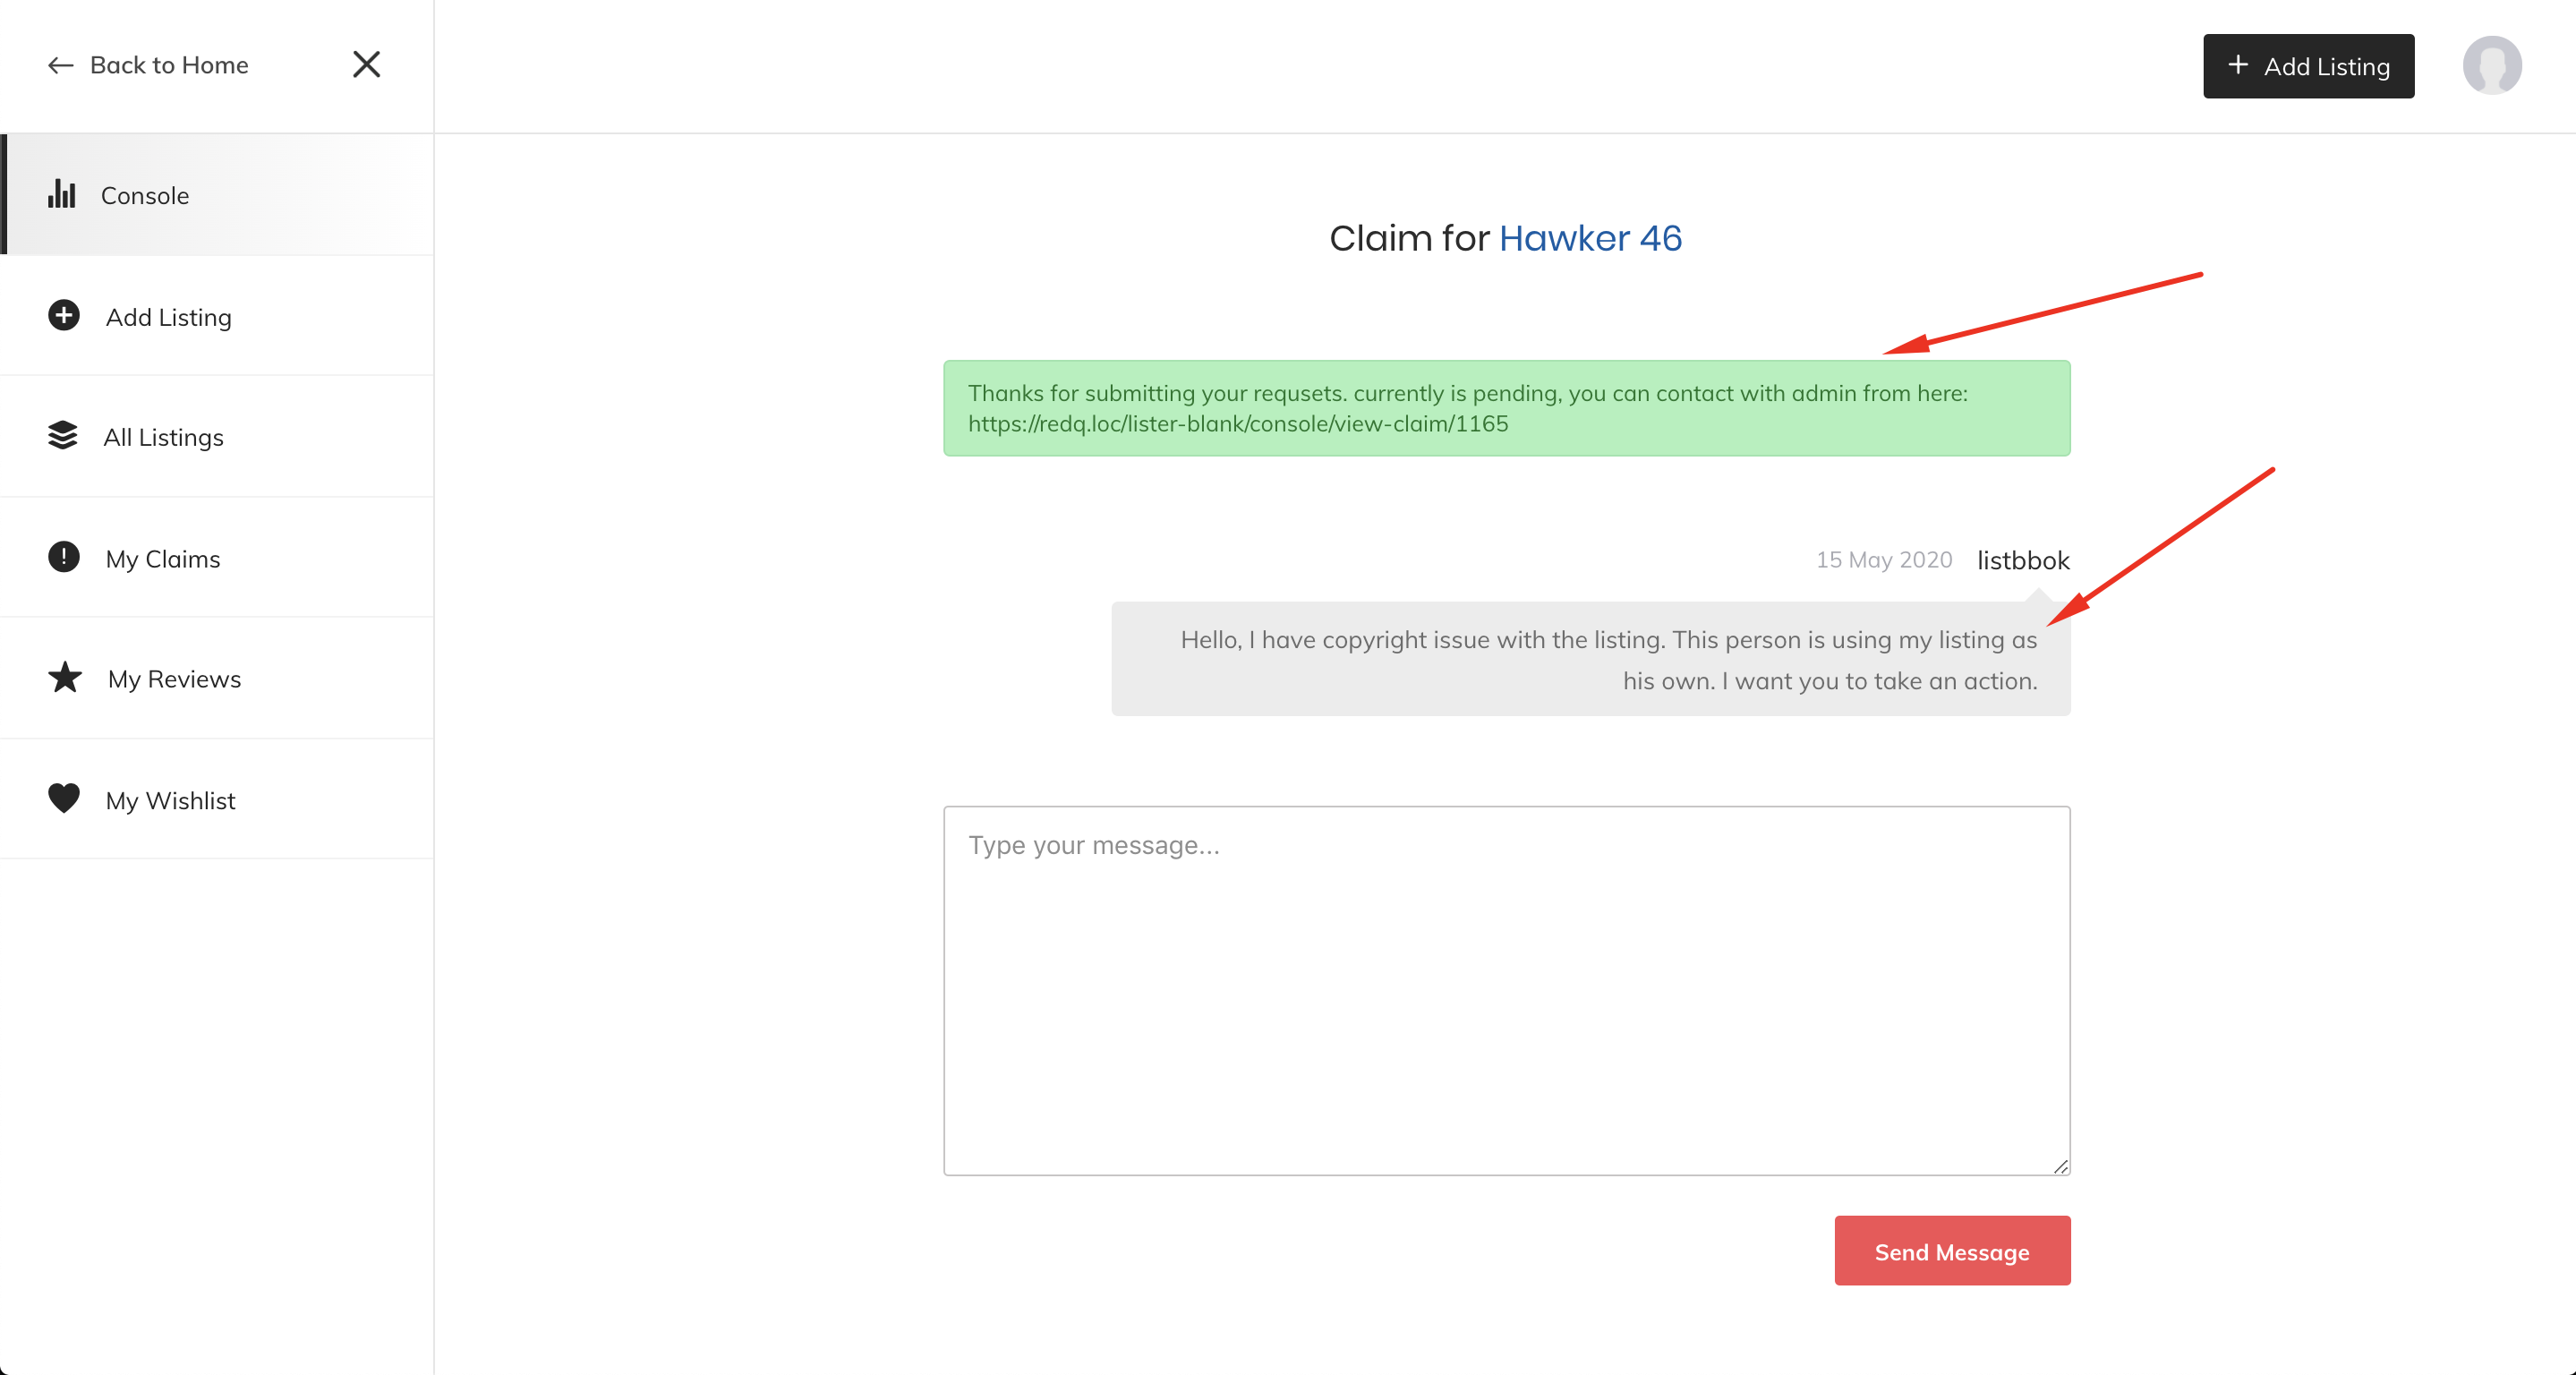 Back to Home
Add Listing
Console
Add Listing
All Listings
My Claims
My Reviews
My Wishlist
Claim for Hawker 46
Thanks for submitting your requsets. currently is pending, you can contact with admin from here:
https://redq.loc/lister-blank/console/view-claim/1165
15 May 2020 listbbok
Hello, I have copyright issue with the listing. This person is using my listing as
his own. I want you to take an action.
Type your message...
Send Message